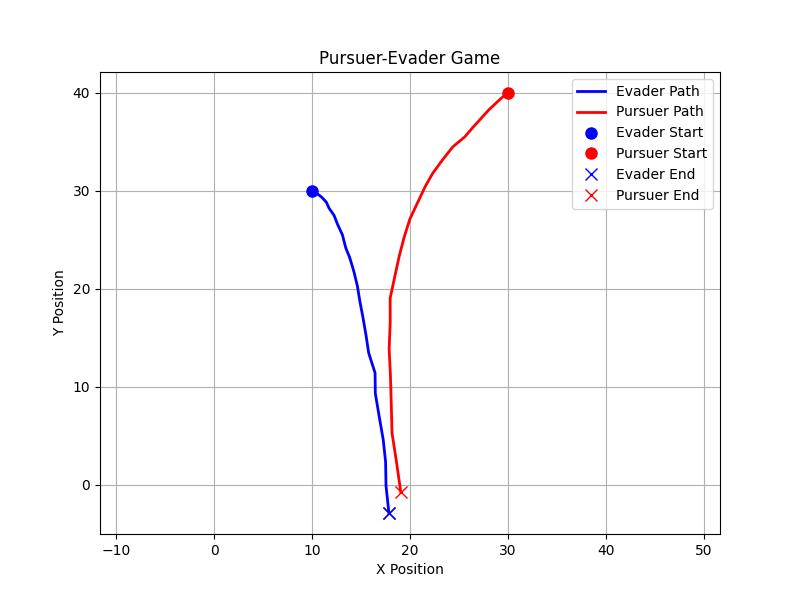 Pursuer-Evader Game
Evader Path
Pursuer Path
Evader Start
Pursuer Start
Evader End
Pursuer End
40
30
20
10
0
Y Position
−10
0
10
20
30
40
50
X Position